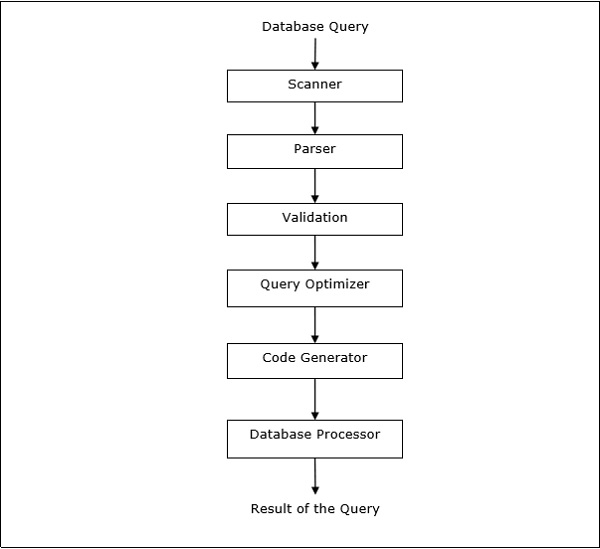 Database Query
Scanner
Parser
Validation
Query Optimizer
Code Generator
Database Processor
Result of the Query